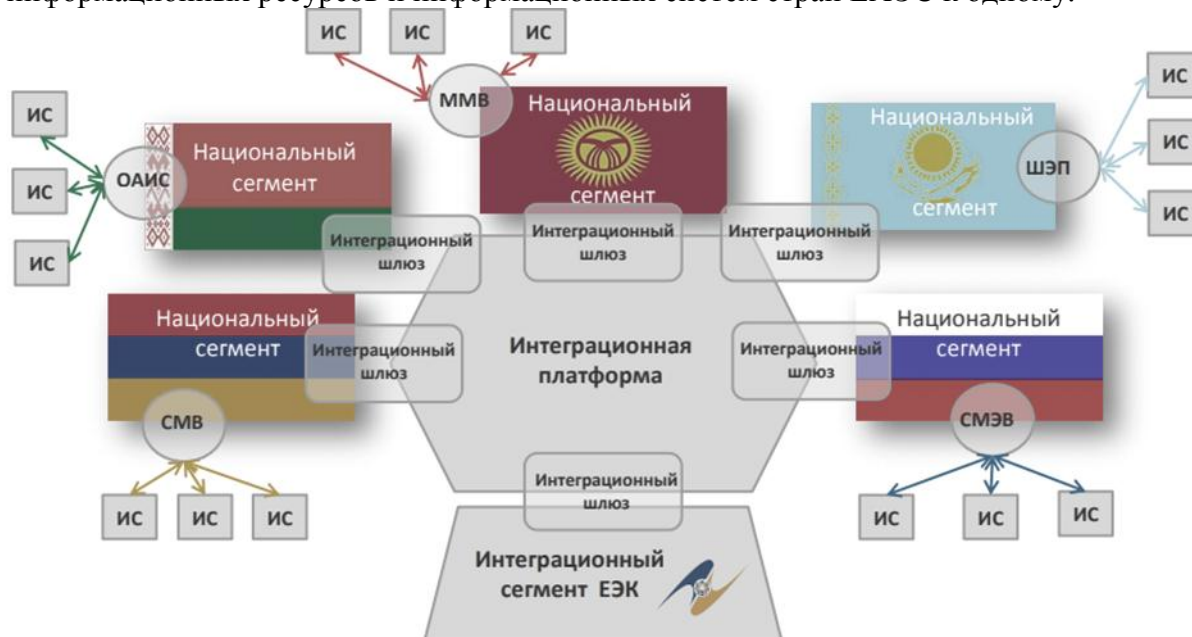 ИС
ИС
ИС
ММВ
Национальный
сегмент
Национальный
сегмент
ШЭП
ИС
ИС
ИС
ИС
ИС
ИС
ОАИС
Национальный
сегмент
Интеграционный
шлюз
Интеграционный
шлюз
Интеграционный
шлюз
Национальный
сегмент
СМВ
ИС
ИС
ИС
Интеграционный
шлюз
Интеграционная
платформа
Интеграционный
шлюз
Национальный
сегмент
СМЭВ
ИС
ИС
ИС
Интеграционный
шлюз
Интеграционный
сегмент ЕЭК